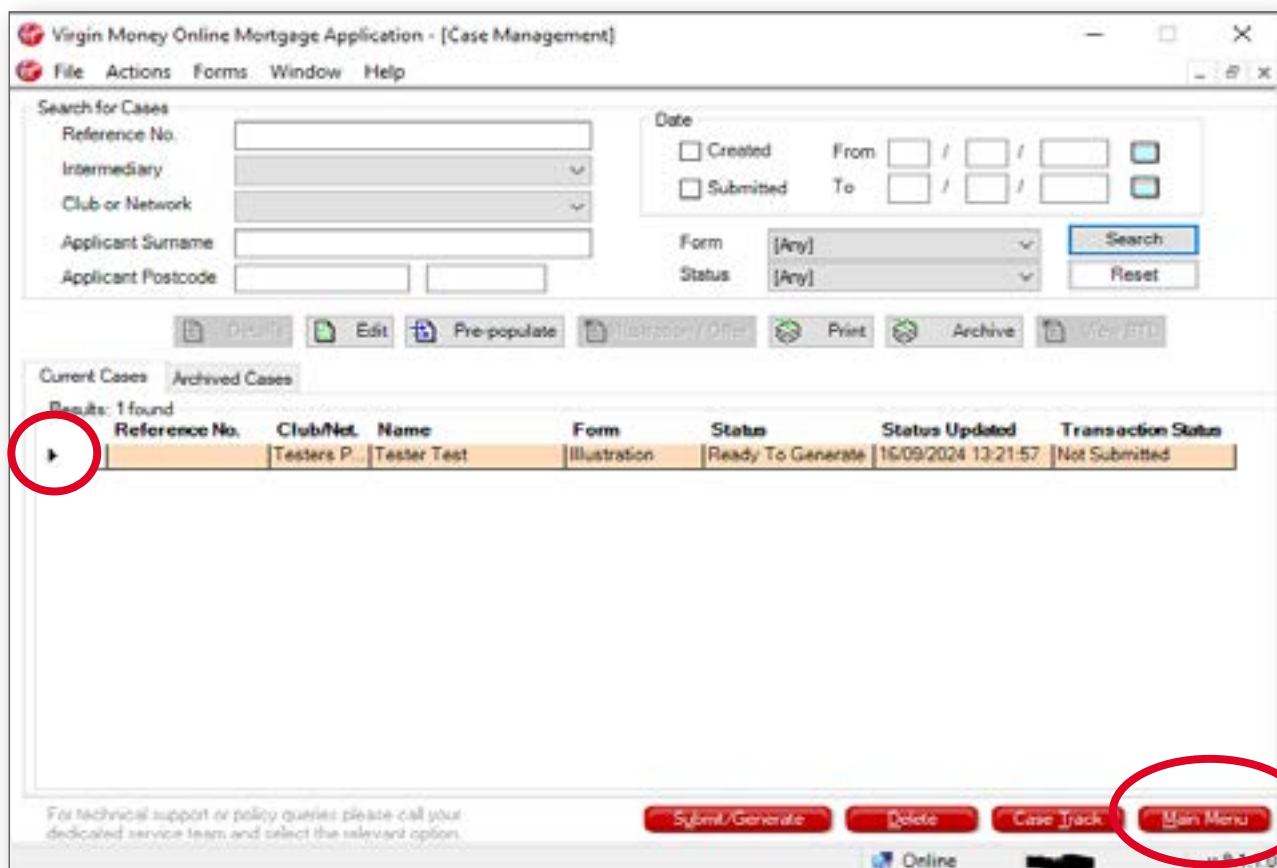 Virgin Money Online Mortgage Application - [Case Management]
File Actions Forms Window Help
Search for Cases
Reference No.
Intermediary
Club or Network
Applicant Surname
Applicant Postcode
Date
Created From / /
Submitted To / /
Form [Any]
Status [Any]
Search
Reset
Details Edit Pre-populate Illustration / Offer Print Archive View BTL
Current Cases Archived Cases
Results: 1 found
Reference No. Club/Net. Name Form Status Status Updated Transaction Status
Testers P... Tester Test Illustration Ready To Generate 16/09/2024 13:21:57 Not Submitted
For technical support or policy queries please call your
dedicated service team and select the relevant option.
Submit/Generate Delete Case Track Main Menu
Online